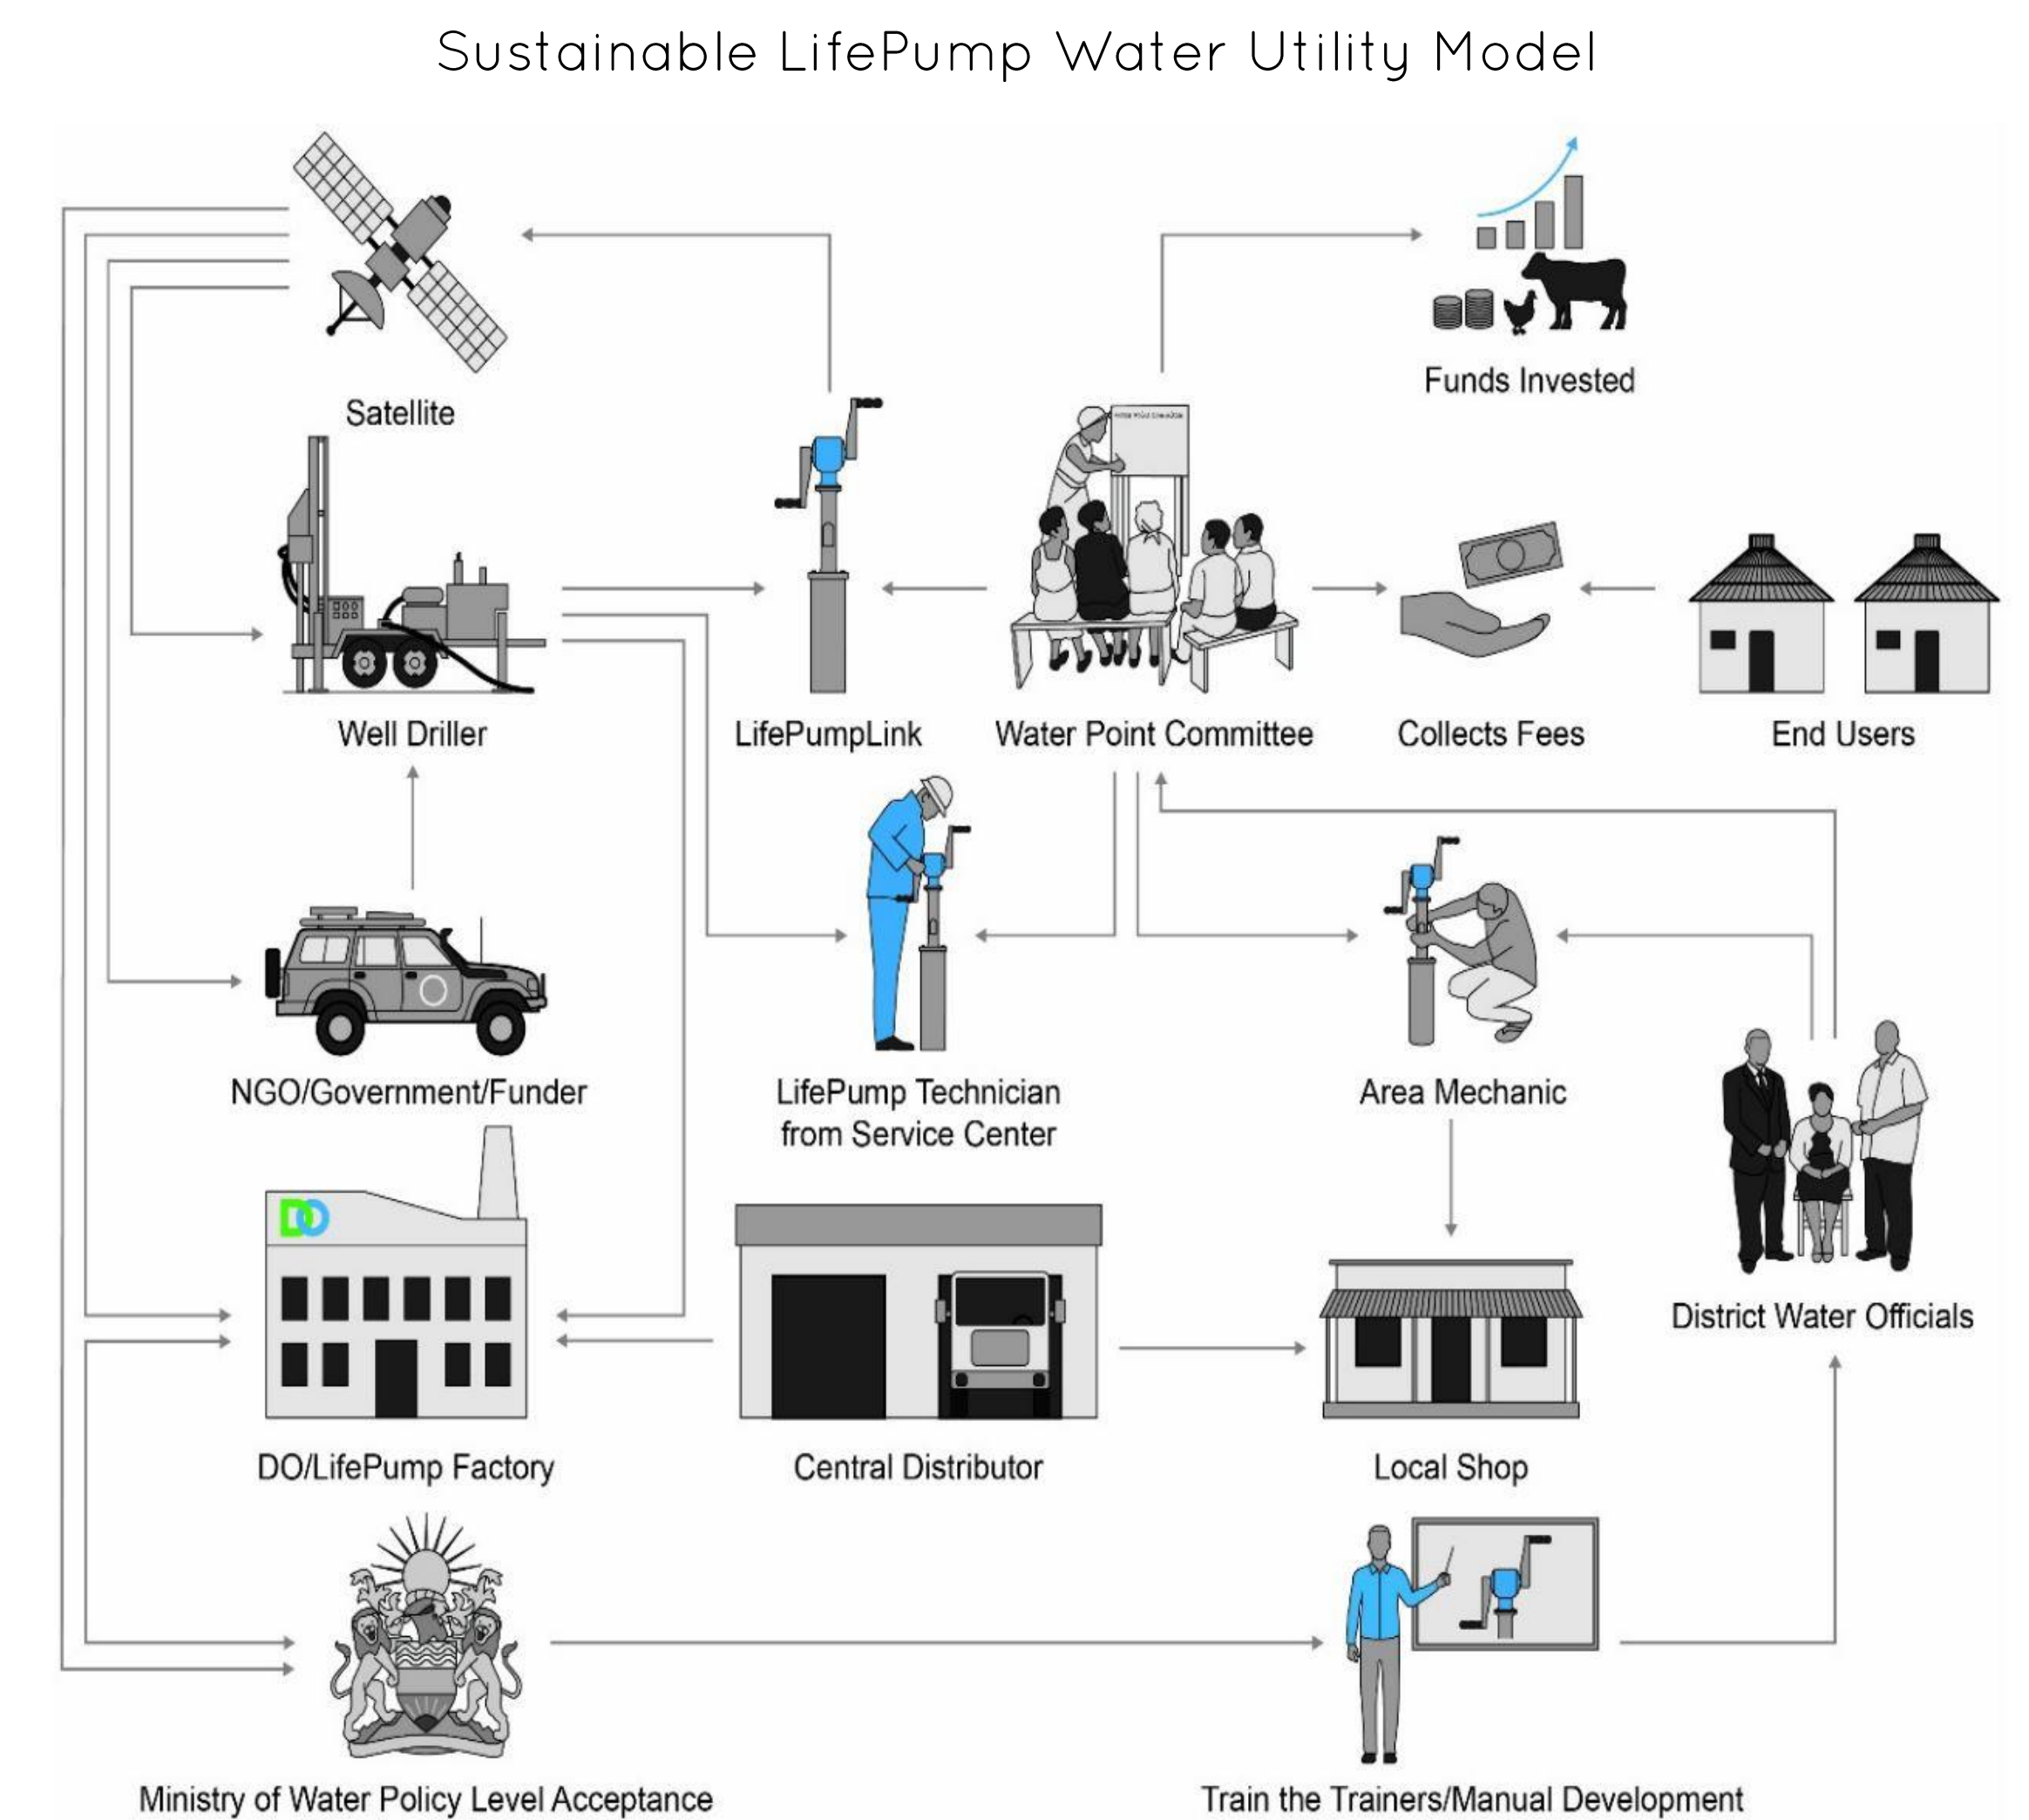 Sustainable LifePump Water Utility Model
Funds Invested
Satellite
Well Driller
LifePumpLink
Water Point Committee
Collects Fees
End Users
NGO/Government/Funder
LifePump Technician
from Service Center
Area Mechanic
DO
District Water Officials
DO/LifePump Factory
Central Distributor
Local Shop
Ministry of Water Policy Level Acceptance
Train the Trainers/Manual Development